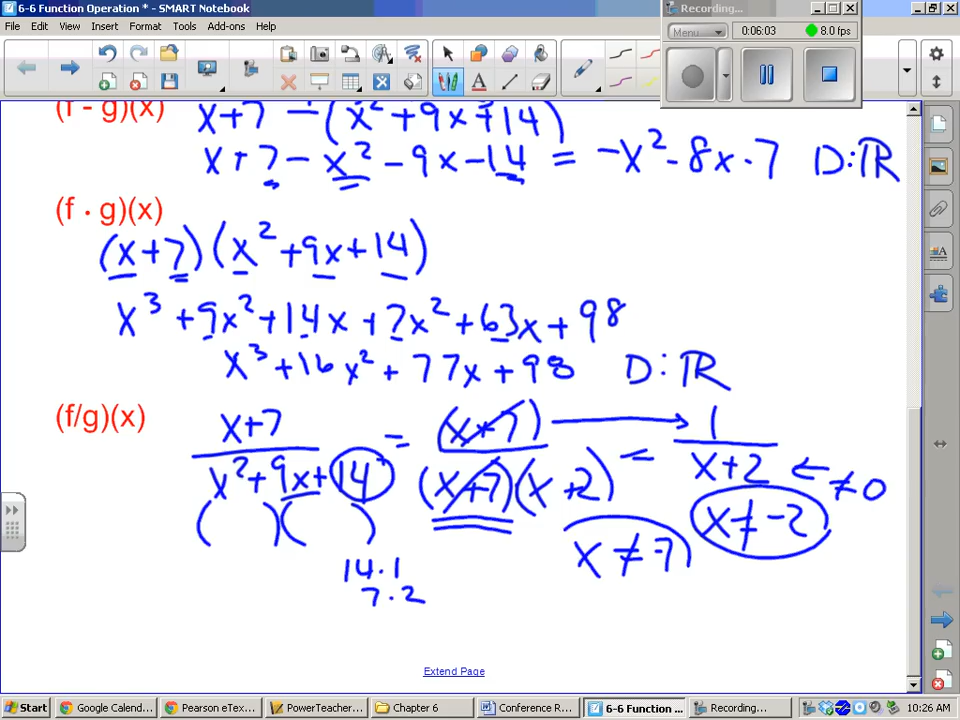 6-6 Function Operation * - SMART Notebook
Recording...
File Edit View Insert Format Tools Add-ons Help
Menu 0:06:03 8.0 fps
(f - g)(x) x+7 - (x² + 9x + 14)
x + 7 - x² - 9x - 14 = -x² - 8x - 7 D: ℝ
(f · g)(x)
(x + 7)(x² + 9x + 14)
x³ + 9x² + 14x + 7x² + 63x + 98
x³ + 16x² + 77x + 98 D: ℝ
(f/g)(x) x+7 = (x+7) → 1
x² + 9x + 14 (x+7)(x+2) = x+2 ← ≠0
( )( ) x ≠ -2
x ≠ -7
14 · 1
7 · 2
Extend Page
Start Google Calend... Pearson eTex... PowerTeacher... Chapter 6 Conference R... 6-6 Function ... Recording... 10:26 AM